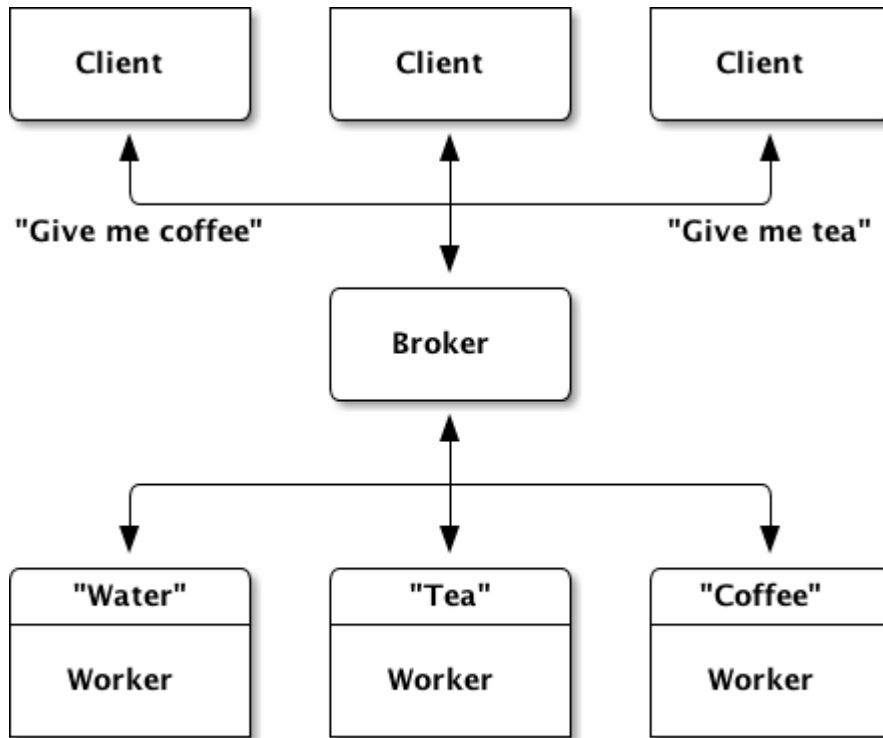 Client
Client
Client
"Give me coffee"
"Give me tea"
Broker
"Water"
"Tea"
"Coffee"
Worker
Worker
Worker